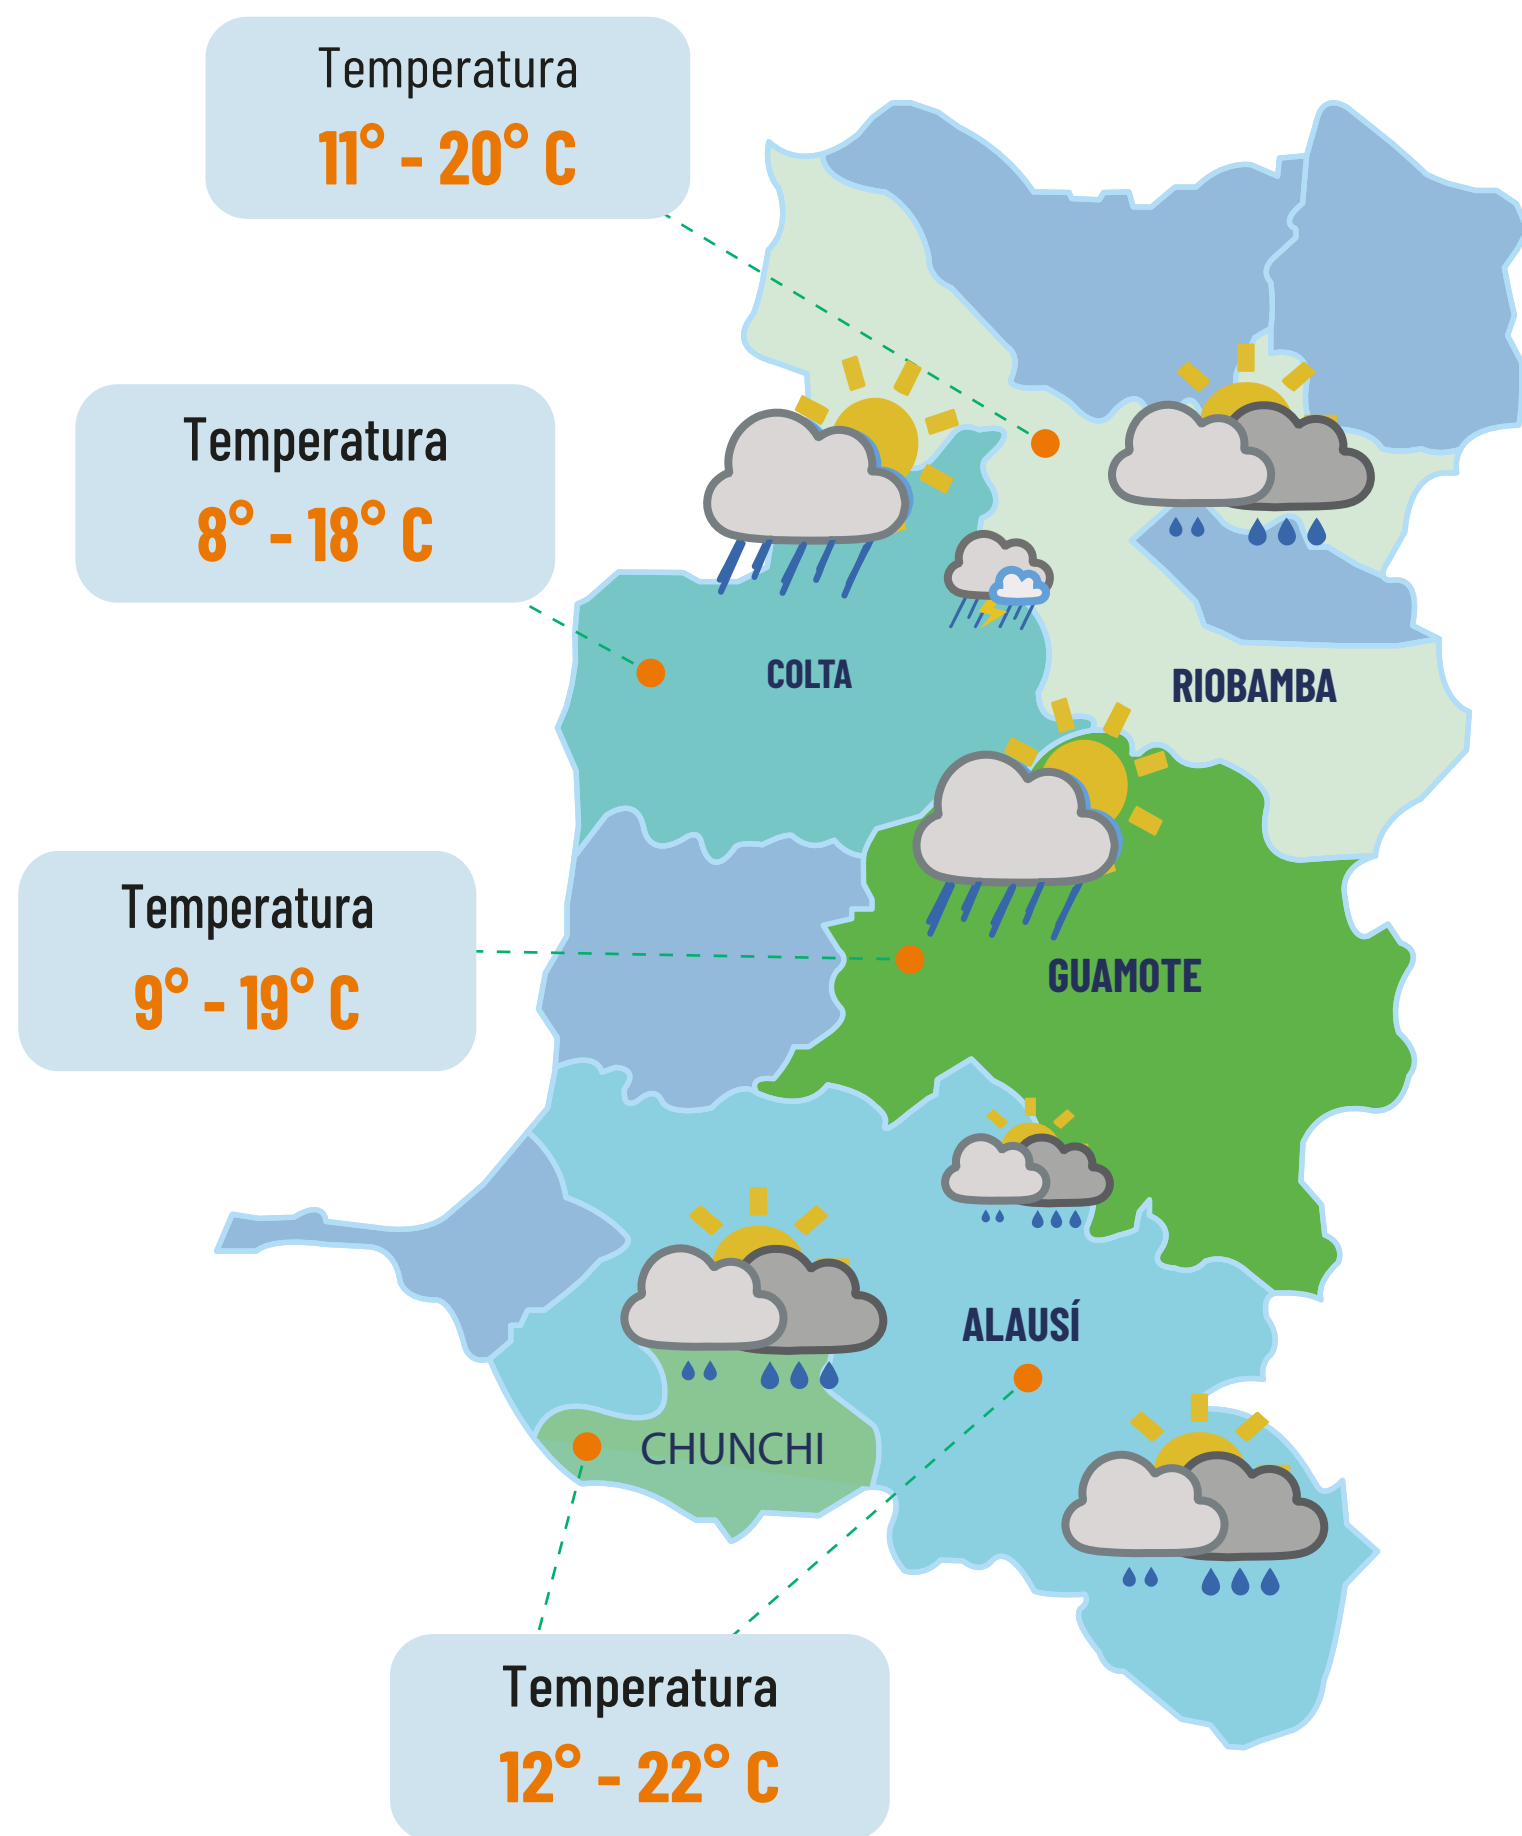 Temperatura
11° - 20° C
Temperatura
8° - 18° C
COLTA
RIOBAMBA
Temperatura
9° - 19° C
GUAMOTE
ALAUSÍ
CHUNCHI
Temperatura
12° - 22° C